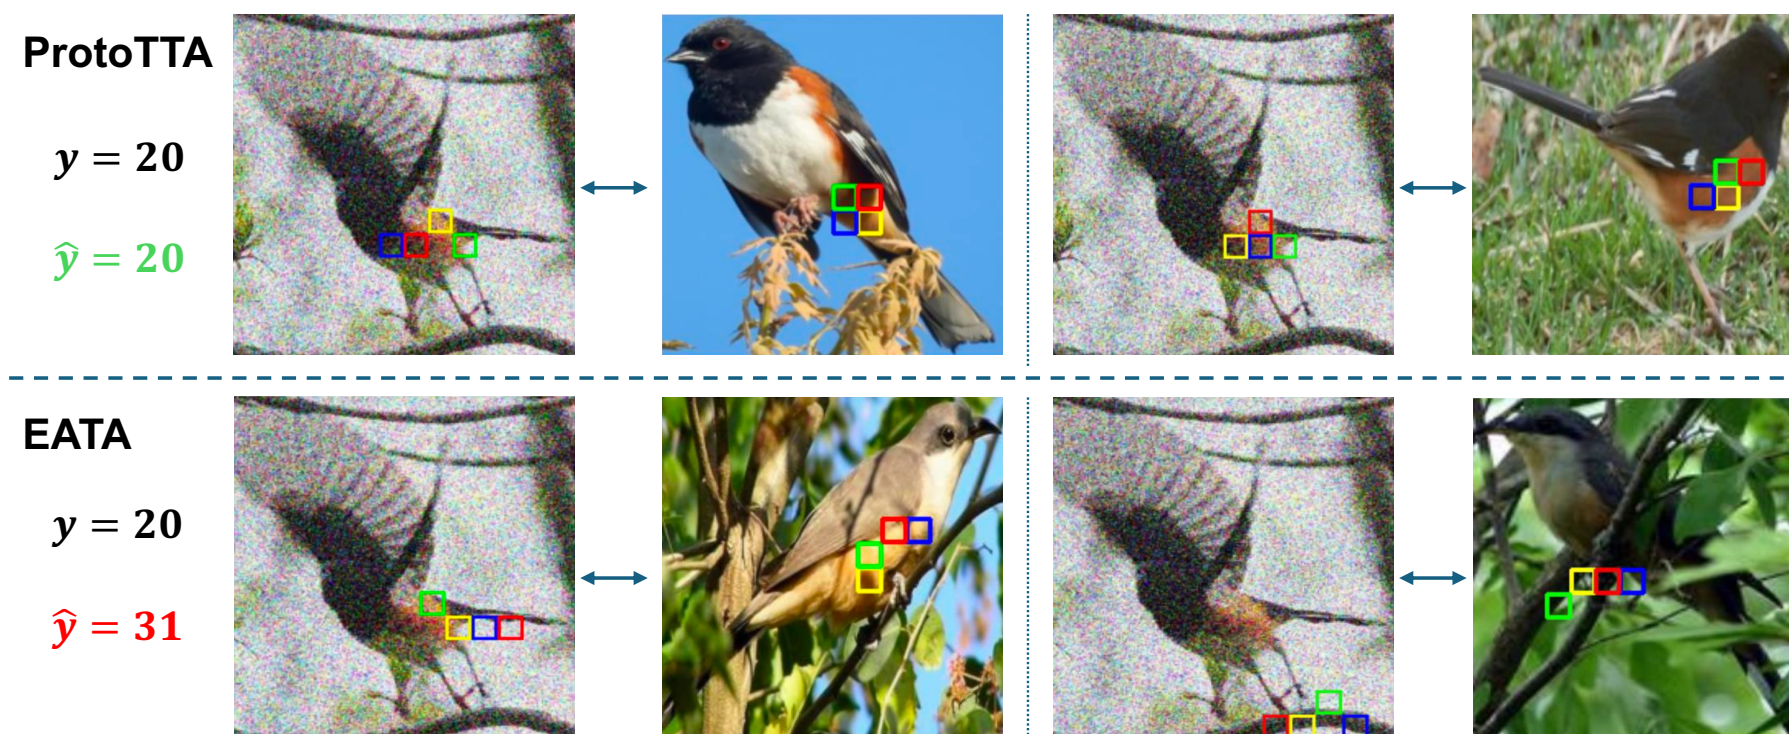 ProtoTTA
y = 20
ŷ = 20
EATA
y = 20
ŷ = 31